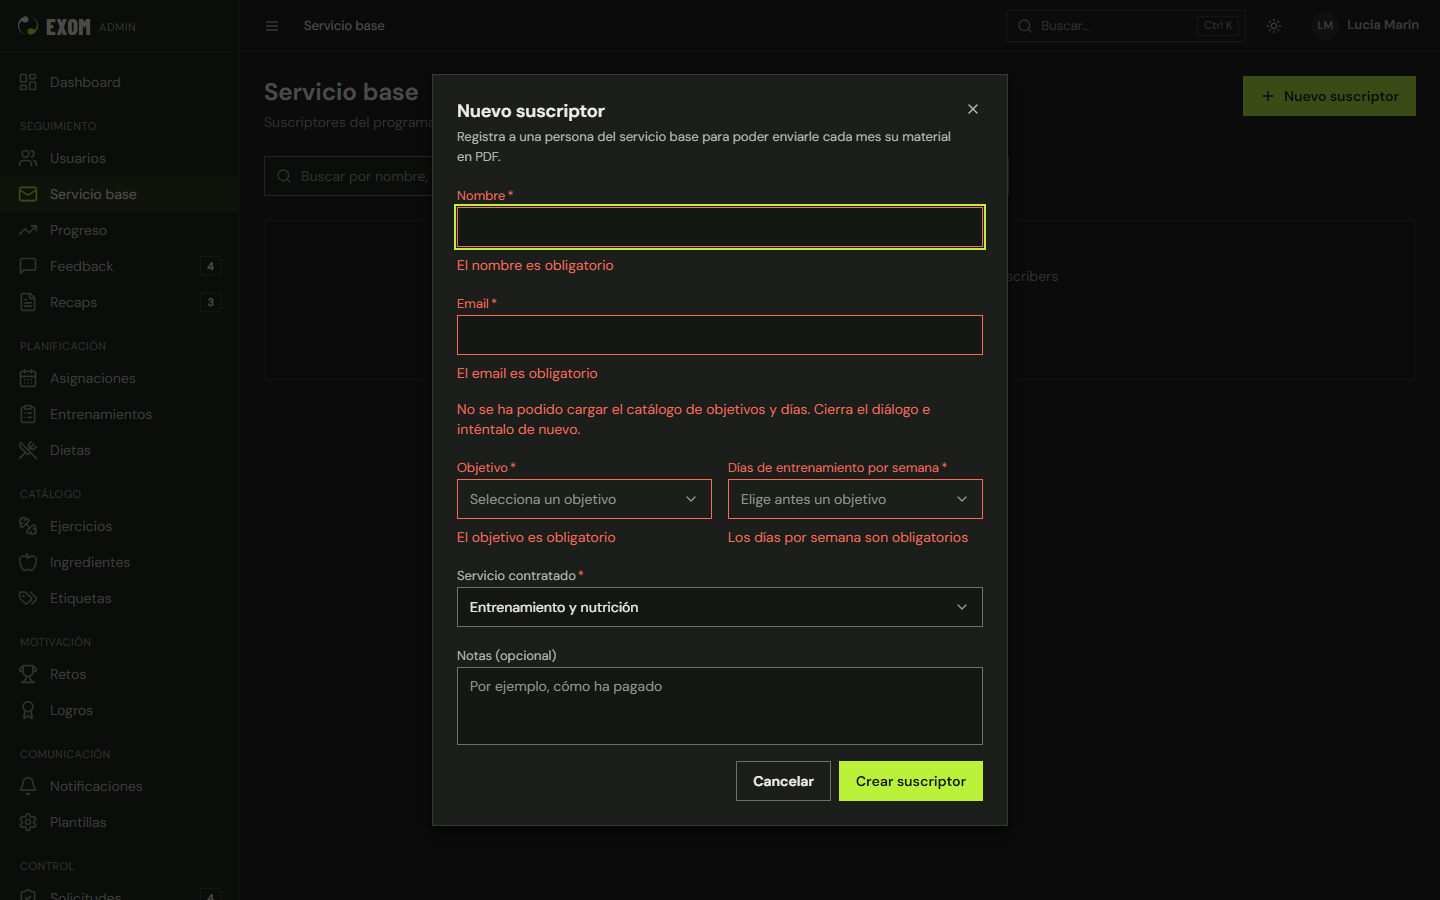 EXOM ADMIN
Servicio base
Buscar...
Ctrl K
LM
Lucía Marín
Dashboard
SEGUIMIENTO
Usuarios
Servicio base
Progreso
Feedback 4
Recaps 3
PLANIFICACIÓN
Asignaciones
Entrenamientos
Dietas
CATÁLOGO
Ejercicios
Ingredientes
Etiquetas
MOTIVACIÓN
Retos
Logros
COMUNICACIÓN
Notificaciones
Plantillas
CONTROL
Solicitudes 4
Servicio base
Suscriptores del programa
Nuevo suscriptor
Buscar por nombre,
scribers
Nuevo suscriptor
Registra a una persona del servicio base para poder enviarle cada mes su material
en PDF.
Nombre *
El nombre es obligatorio
Email *
El email es obligatorio
No se ha podido cargar el catálogo de objetivos y días. Cierra el diálogo e
inténtalo de nuevo.
Objetivo *
Selecciona un objetivo
El objetivo es obligatorio
Días de entrenamiento por semana *
Elige antes un objetivo
Los días por semana son obligatorios
Servicio contratado *
Entrenamiento y nutrición
Notas (opcional)
Por ejemplo, cómo ha pagado
Cancelar
Crear suscriptor